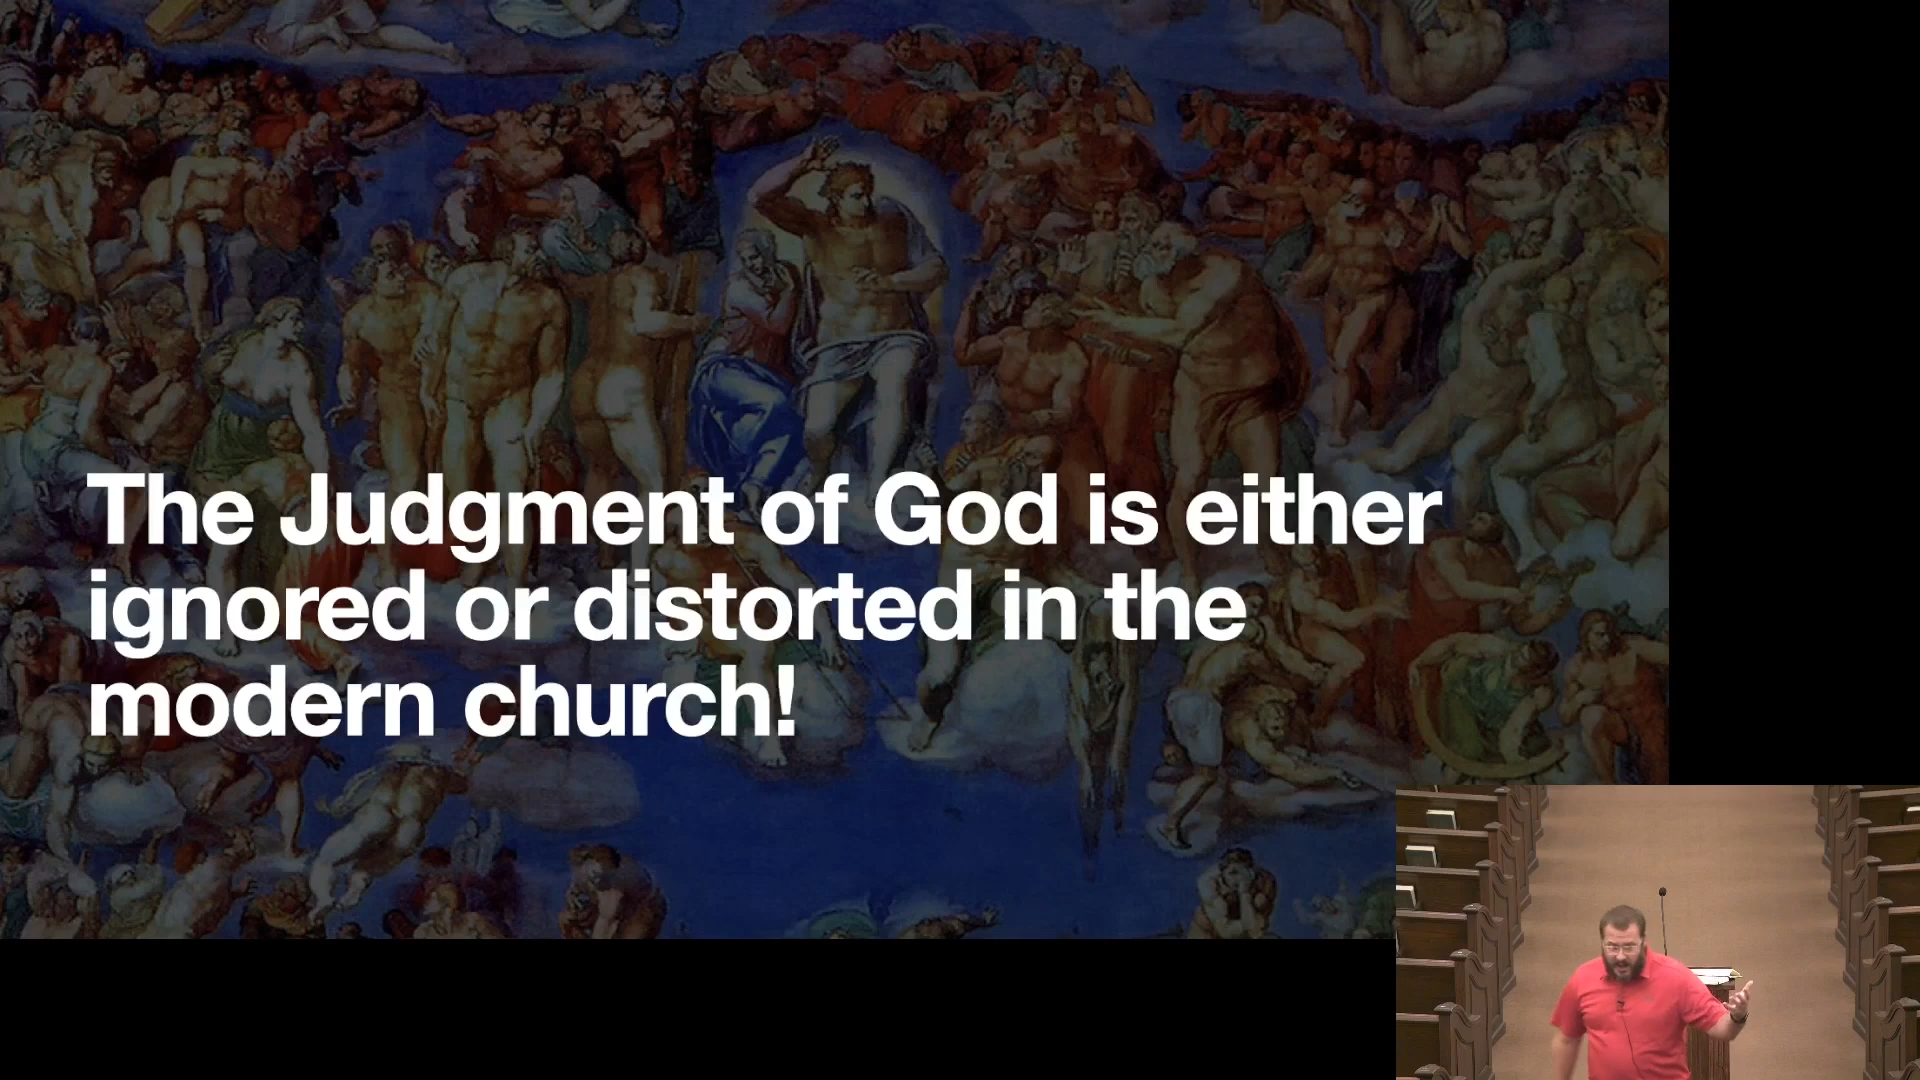 The Judgment of God is either
ignored or distorted in the
modern church!